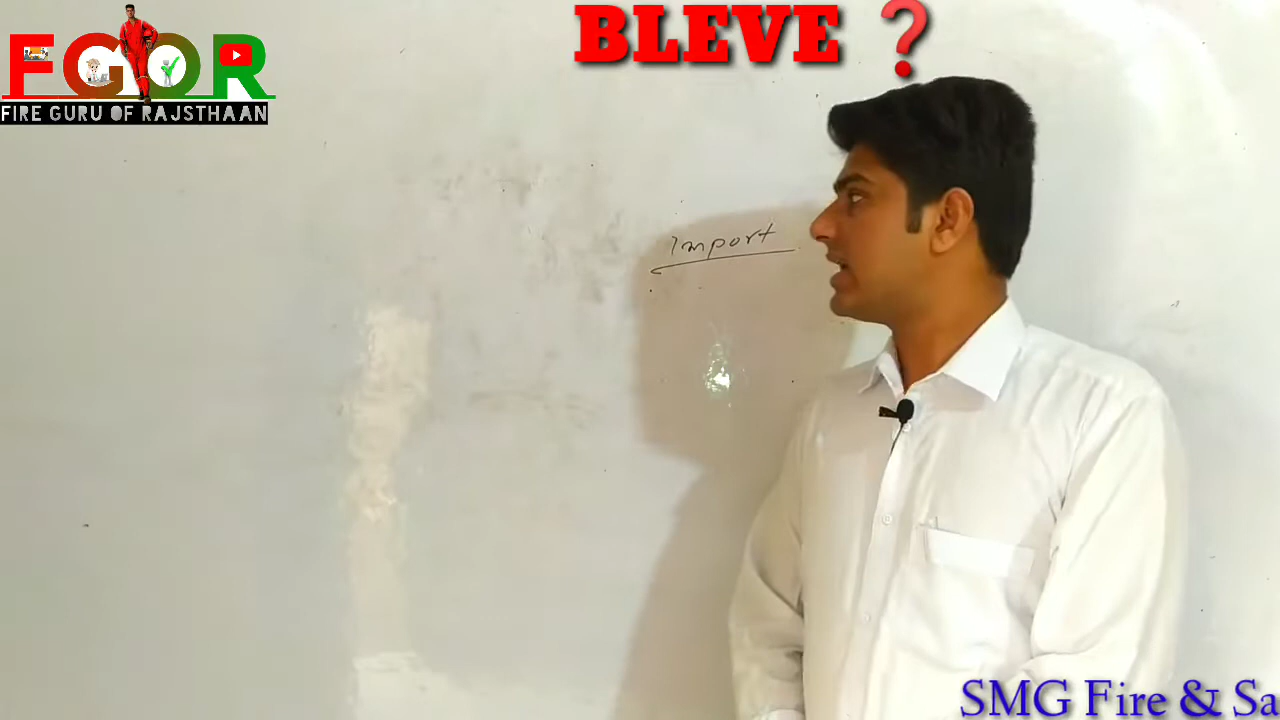 BLEVE ?
FGOR
FIRE GURU OF RAJSTHAAN
Import
SMG Fire & Sa